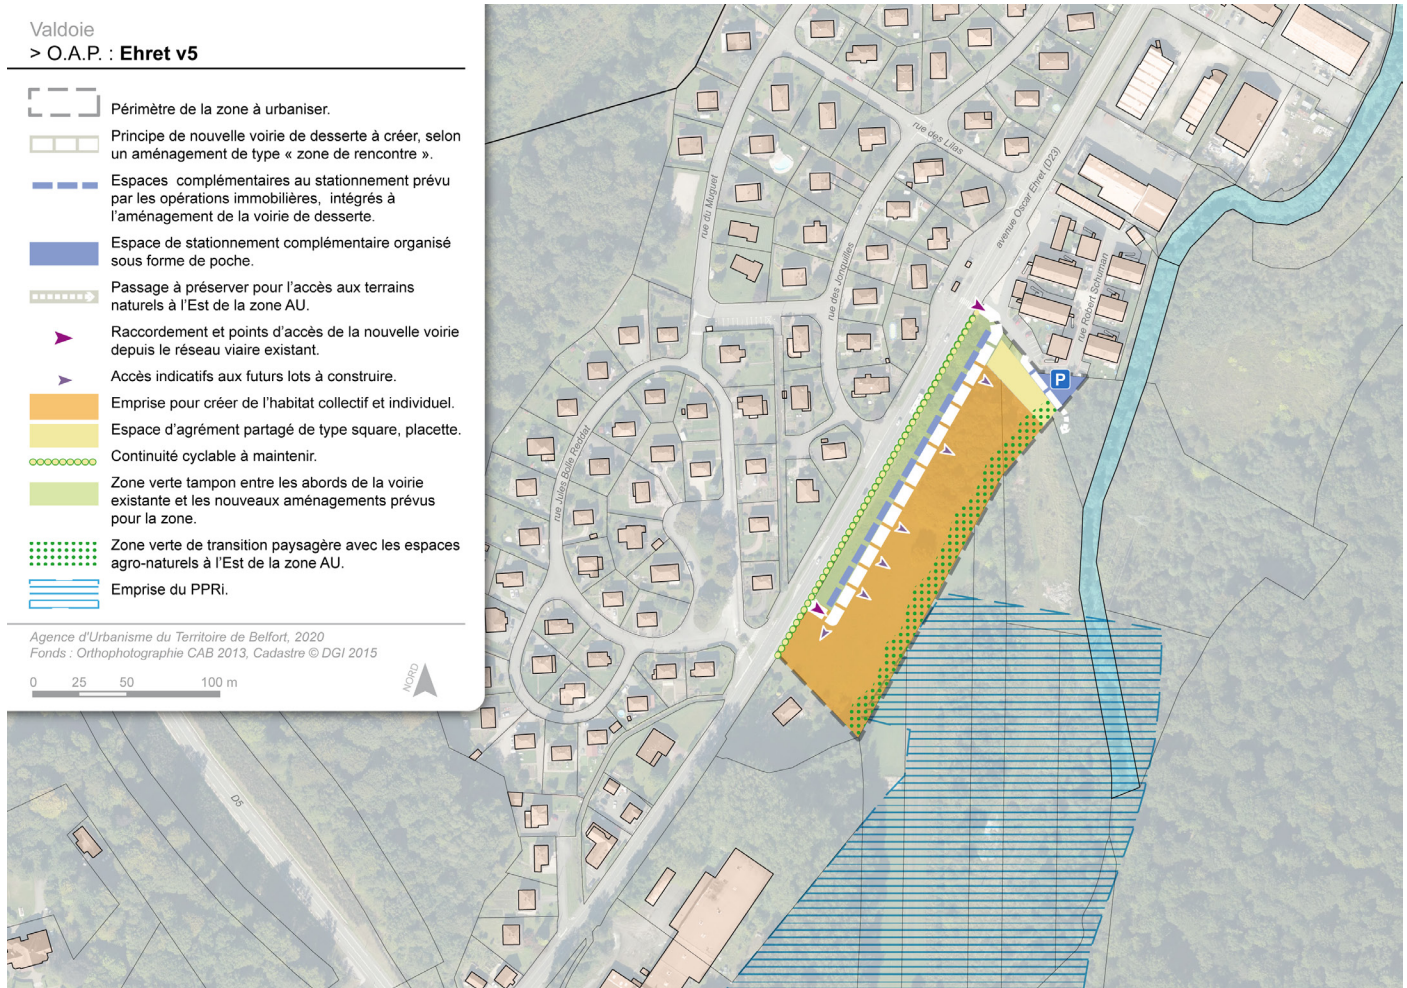 Valdoie
> O.A.P. : Ehret v5
Périmètre de la zone à urbaniser.
Principe de nouvelle voirie de desserte à créer, selon
un aménagement de type « zone de rencontre ».
Espaces complémentaires au stationnement prévu
par les opérations immobilières, intégrés à
l'aménagement de la voirie de desserte.
Espace de stationnement complémentaire organisé
sous forme de poche.
Passage à préserver pour l'accès aux terrains
naturels à l'Est de la zone AU.
Raccordement et points d'accès de la nouvelle voirie
depuis le réseau viaire existant.
Accès indicatifs aux futurs lots à construire.
Emprise pour créer de l'habitat collectif et individuel.
Espace d'agrément partagé de type square, placette.
Continuité cyclable à maintenir.
Zone verte tampon entre les abords de la voirie
existante et les nouveaux aménagements prévus
pour la zone.
Zone verte de transition paysagère avec les espaces
agro-naturels à l'Est de la zone AU.
Emprise du PPRi.
Agence d'Urbanisme du Territoire de Belfort, 2020
Fonds : Orthophotographie CAB 2013, Cadastre © DGI 2015
0 25 50 100 m
NORD
rue des Lilas
avenue Oscar Ehret (D23)
rue du Muguet
rue des Jonquilles
rue Robert Schuman
P
rue Jules Bolle Reddat
D5